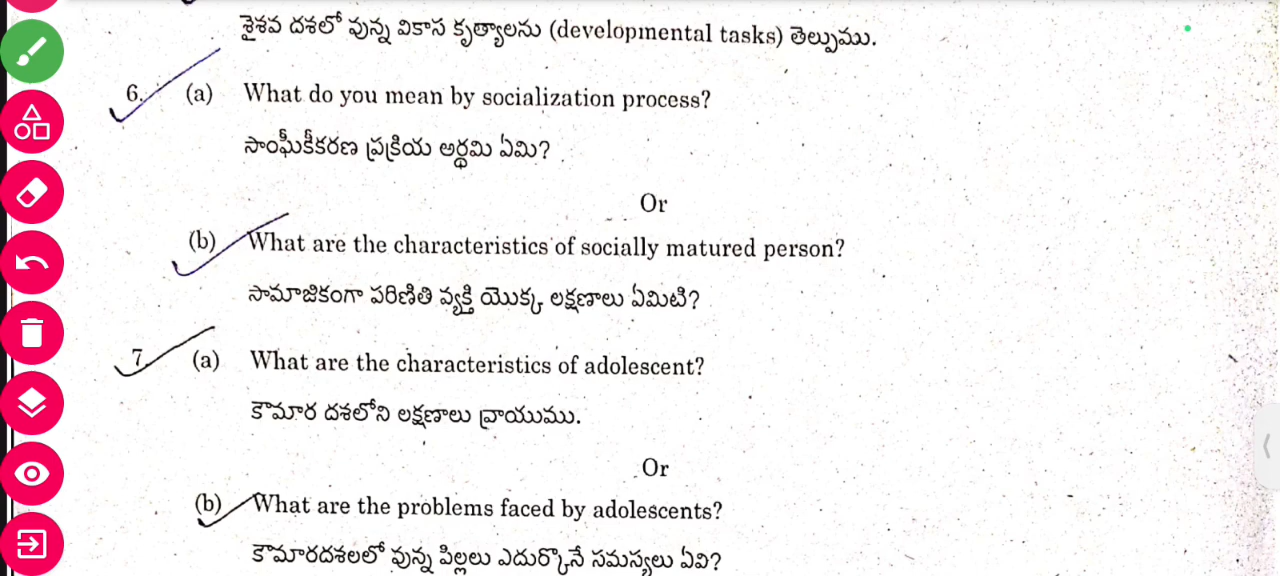 శైశవ దశలో వున్న వికాస కృత్యాలను (developmental tasks) తెల్పుము.
6. (a) What do you mean by socialization process?
సాంఘీకీకరణ ప్రక్రియ అర్థమి ఏమి?
Or
(b) What are the characteristics of socially matured person?
సామాజికంగా పరిణితి వ్యక్తి యొక్క లక్షణాలు ఏమిటి?
7 (a) What are the characteristics of adolescent?
కౌమార దశలోని లక్షణాలు వ్రాయుము.
Or
(b) What are the problems faced by adolescents?
కౌమారదశలలో వున్న పిల్లలు ఎదుర్కొనే సమస్యలు ఏవి?